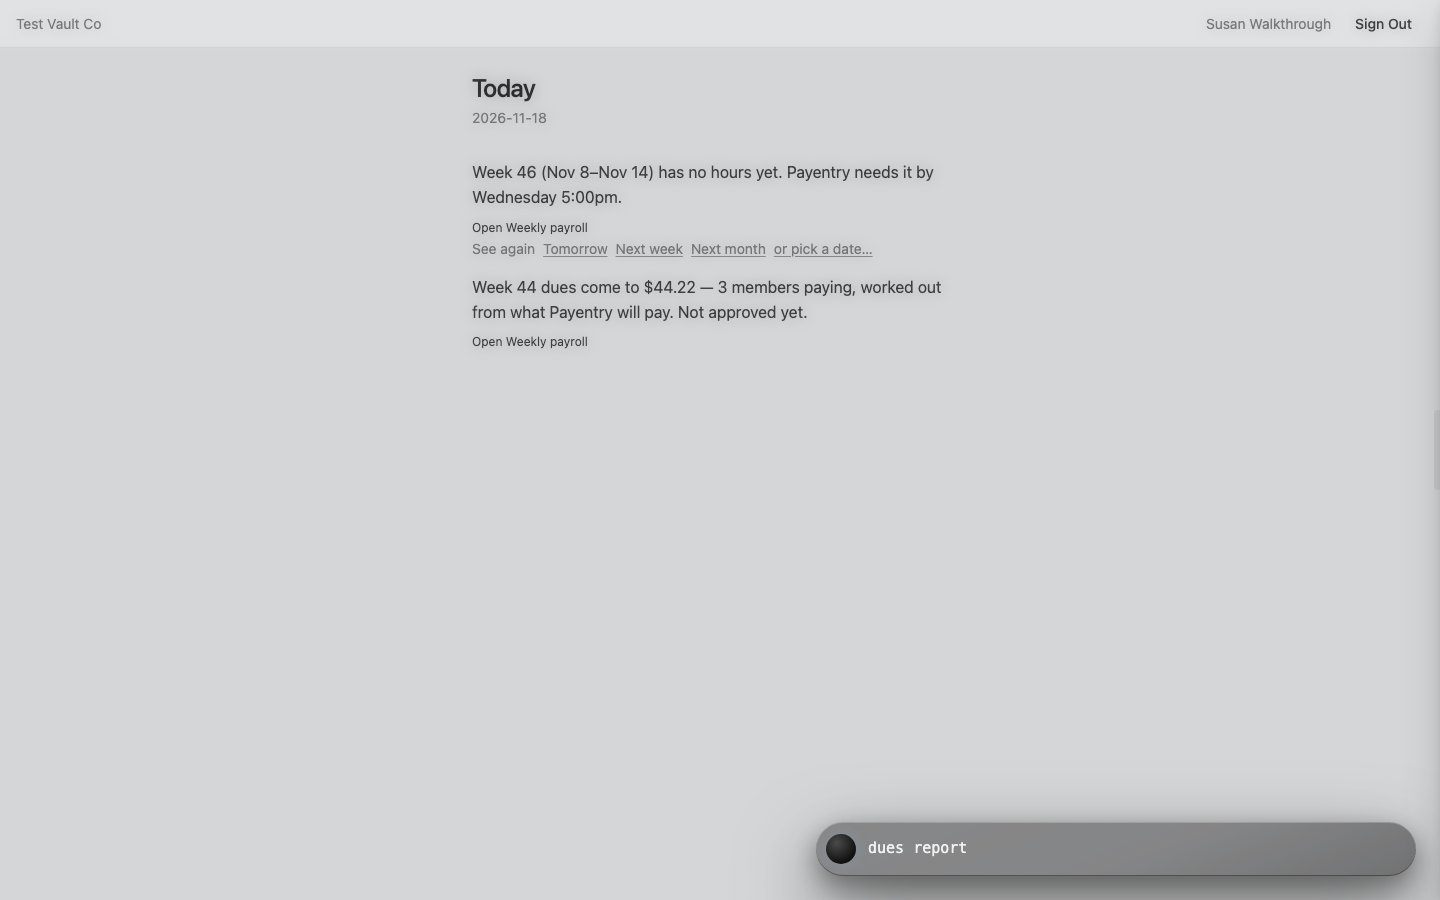 Test Vault Co
Susan Walkthrough
Sign Out
Today
2026-11-18
Week 46 (Nov 8–Nov 14) has no hours yet. Payentry needs it by
Wednesday 5:00pm.
Open Weekly payroll
See again Tomorrow Next week Next month or pick a date…
Week 44 dues come to $44.22 — 3 members paying, worked out
from what Payentry will pay. Not approved yet.
Open Weekly payroll
dues report